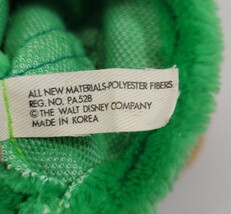 ALL NEW MATERIALS-POLYESTER FIBERS
REG. NO. PA528
© THE WALT DISNEY COMPANY
MADE IN KOREA